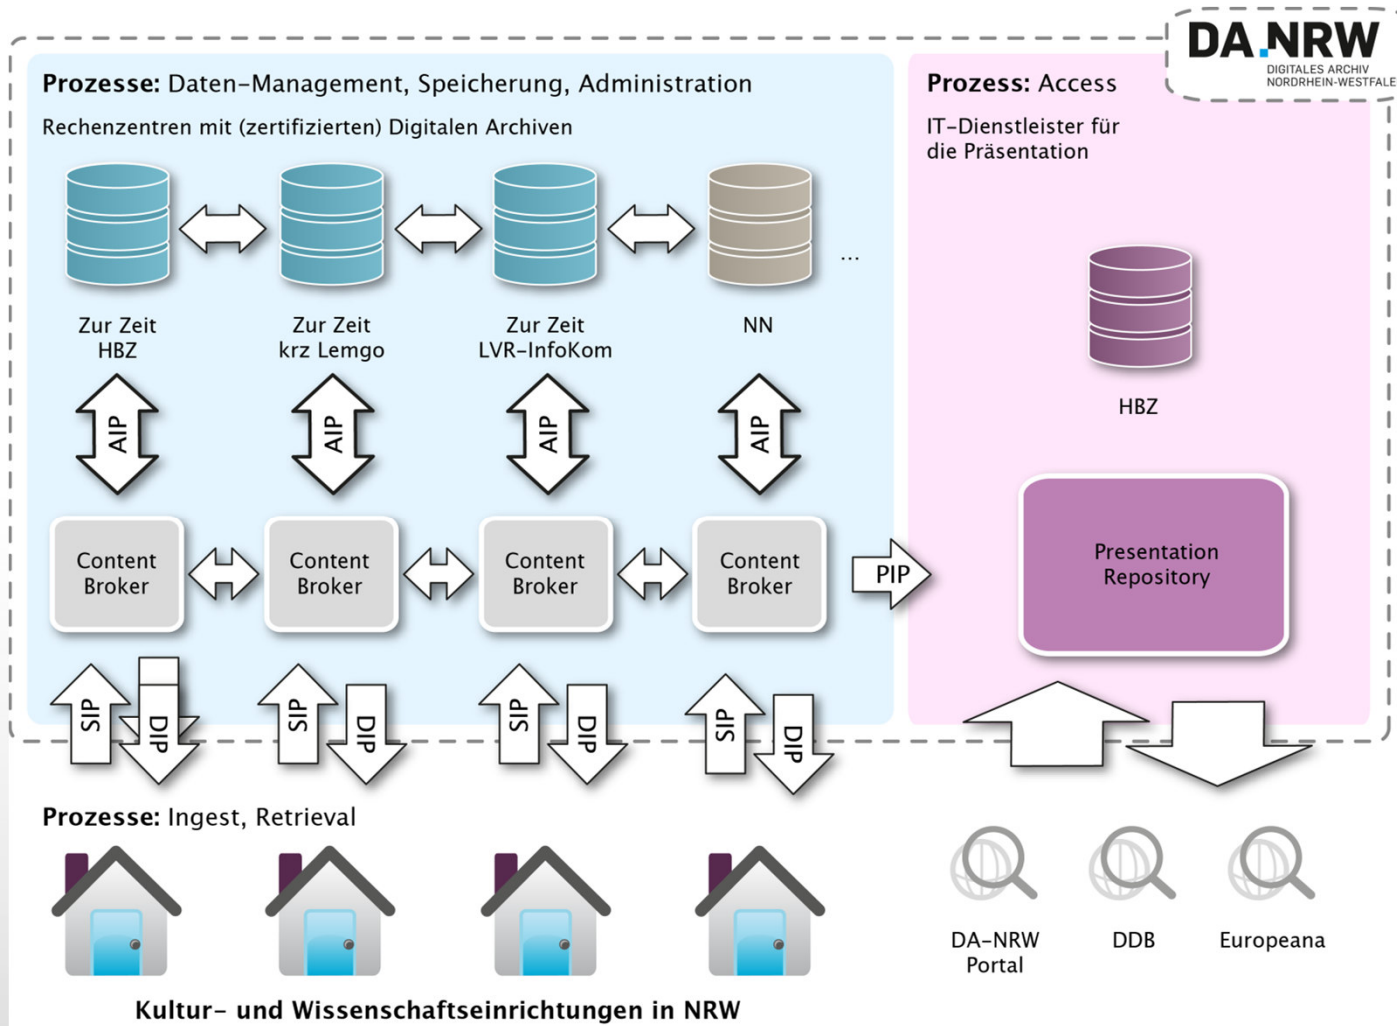 DA.NRW
DIGITALES ARCHIV
NORDRHEIN-WESTFALE
Prozesse: Daten-Management, Speicherung, Administration
Rechenzentren mit (zertifizierten) Digitalen Archiven
Prozess: Access
IT-Dienstleister für
die Präsentation
...
Zur Zeit
HBZ
Zur Zeit
krz Lemgo
Zur Zeit
LVR-InfoKom
NN
HBZ
AIP
AIP
AIP
AIP
Content
Broker
Content
Broker
Content
Broker
Content
Broker
PIP
Presentation
Repository
SIP
DIP
SIP
DIP
SIP
DIP
SIP
DIP
Prozesse: Ingest, Retrieval
DA-NRW
Portal
DDB
Europeana
Kultur- und Wissenschaftseinrichtungen in NRW